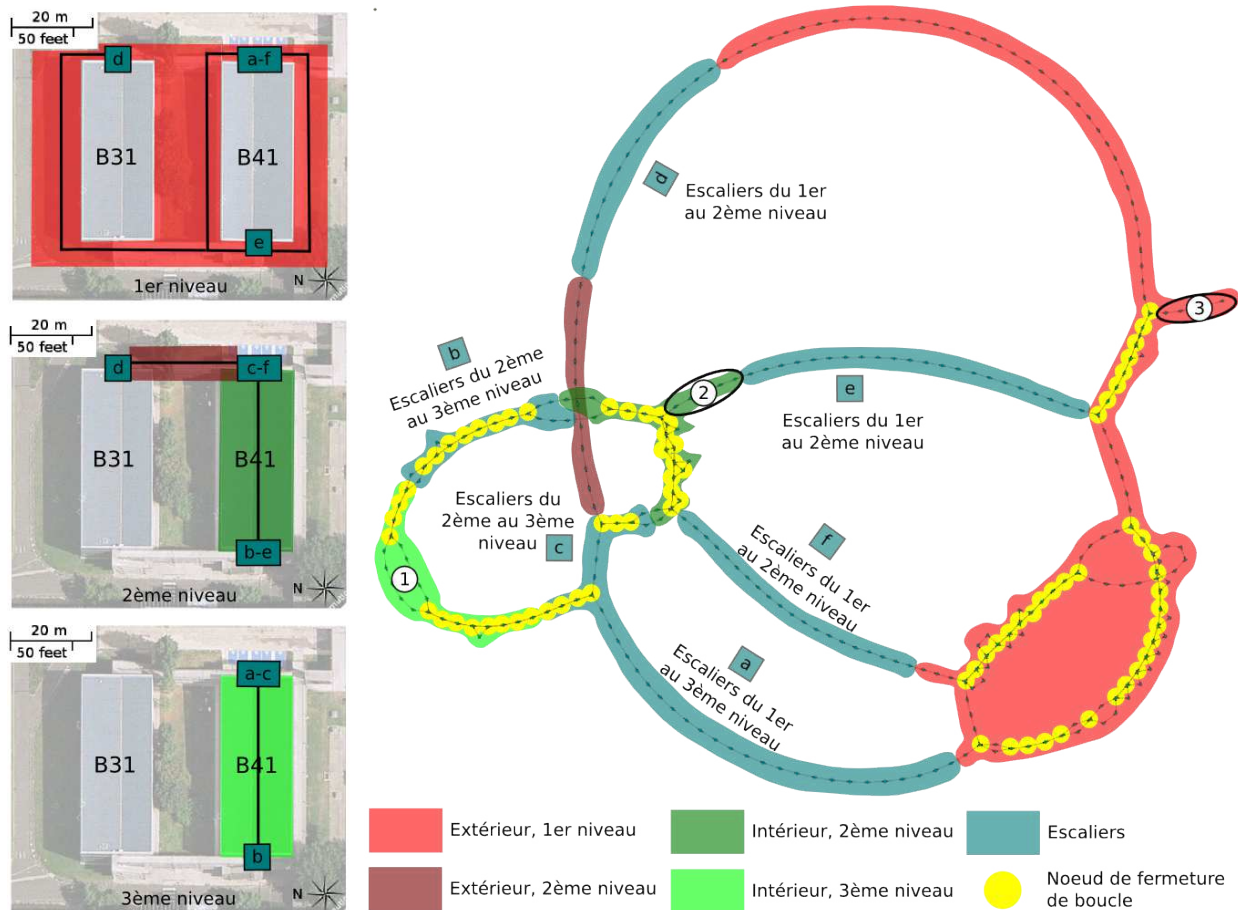 20 m
50 feet
d
a-f
B31
B41
e
1er niveau
N
20 m
50 feet
d
c-f
B31
B41
b-e
2ème niveau
N
20 m
50 feet
a-c
B31
B41
b
3ème niveau
N
d
Escaliers du 1er
au 2ème niveau
3
b
Escaliers du 2ème
au 3ème niveau
2
e
Escaliers du 1er
au 2ème niveau
Escaliers du
2ème au 3ème
niveau
c
1
f
Escaliers du 1er
au 2ème niveau
a
Escaliers du 1er
au 3ème niveau
Extérieur, 1er niveau
Intérieur, 2ème niveau
Escaliers
Extérieur, 2ème niveau
Intérieur, 3ème niveau
Noeud de fermeture
de boucle